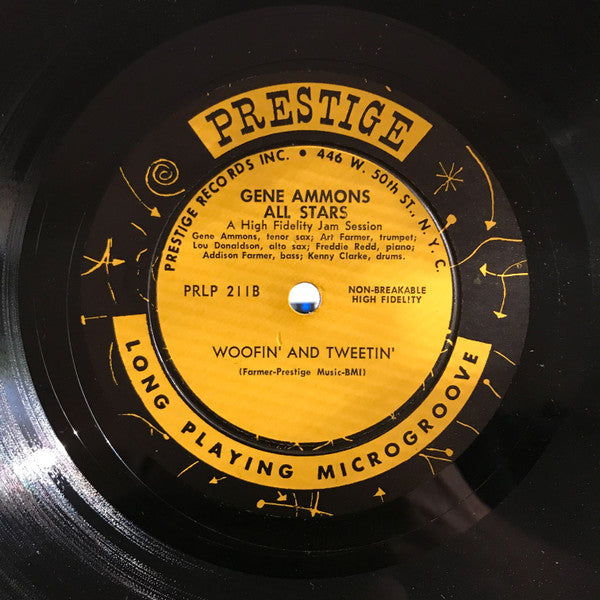 PRESTIGE
PRESTIGE RECORDS INC. • 446 W. 50th ST., N.Y.C.
GENE AMMONS
ALL STARS
A High Fidelity Jam Session
Gene Ammons, tenor sax; Art Farmer, trumpet;
Lou Donaldson, alto sax; Freddie Redd, piano;
Addison Farmer, bass; Kenny Clarke, drums.
PRLP 211B
NON-BREAKABLE
HIGH FIDELITY
WOOFIN' AND TWEETIN'
(Farmer-Prestige Music-BMI)
LONG PLAYING MICROGROOVE